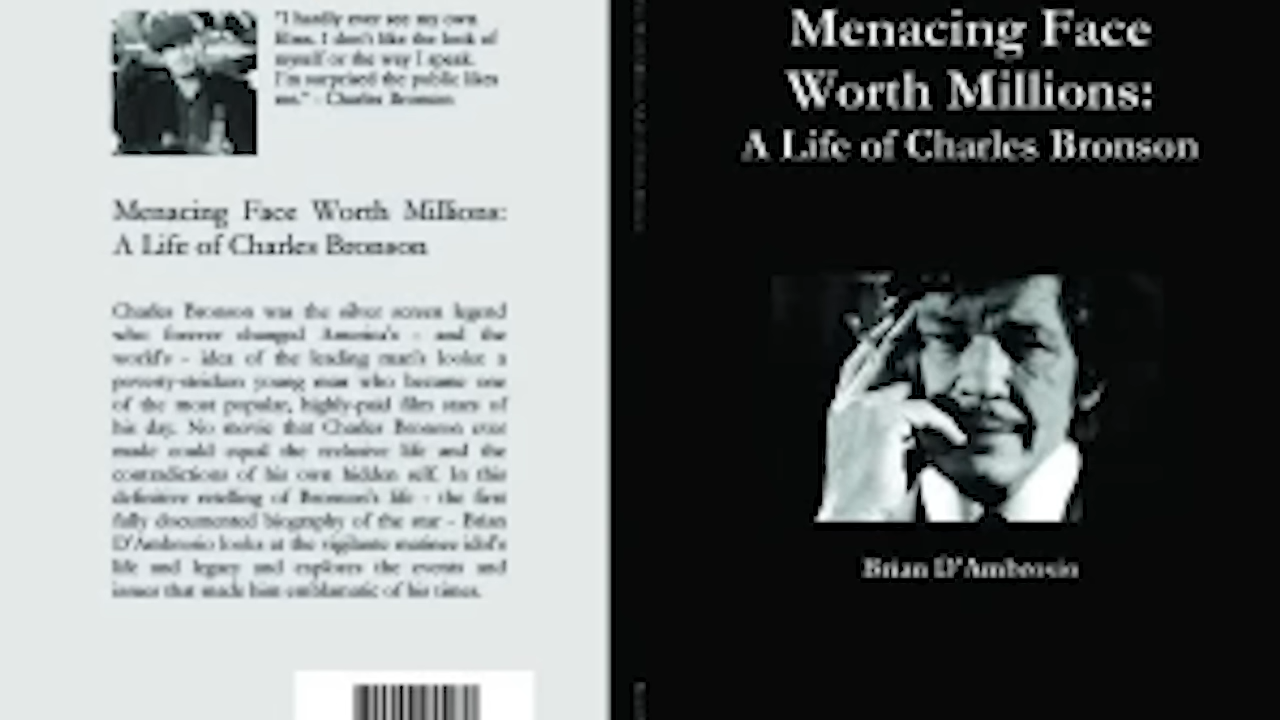 "I hardly ever see my own
films. I don't like the look of
myself or the way I speak.
I'm surprised the public likes
me." - Charles Bronson
Menacing Face Worth Millions:
A Life of Charles Bronson
Charles Bronson was the silver screen legend
who forever changed America's - and the
world's - idea of the leading man's looks: a
poverty-stricken young man who became one
of the most popular, highly-paid film stars of
his day. No movie that Charles Bronson ever
made could equal the reclusive life and the
contradictions of his own hidden self. In this
definitive retelling of Bronson's life - the first
fully documented biography of the star - Brian
D'Ambrosio looks at the vigilante matinee idol's
life and legacy and explores the events and
issues that made him emblematic of his times.
Menacing Face
Worth Millions:
A Life of Charles Bronson
Brian D'Ambrosio